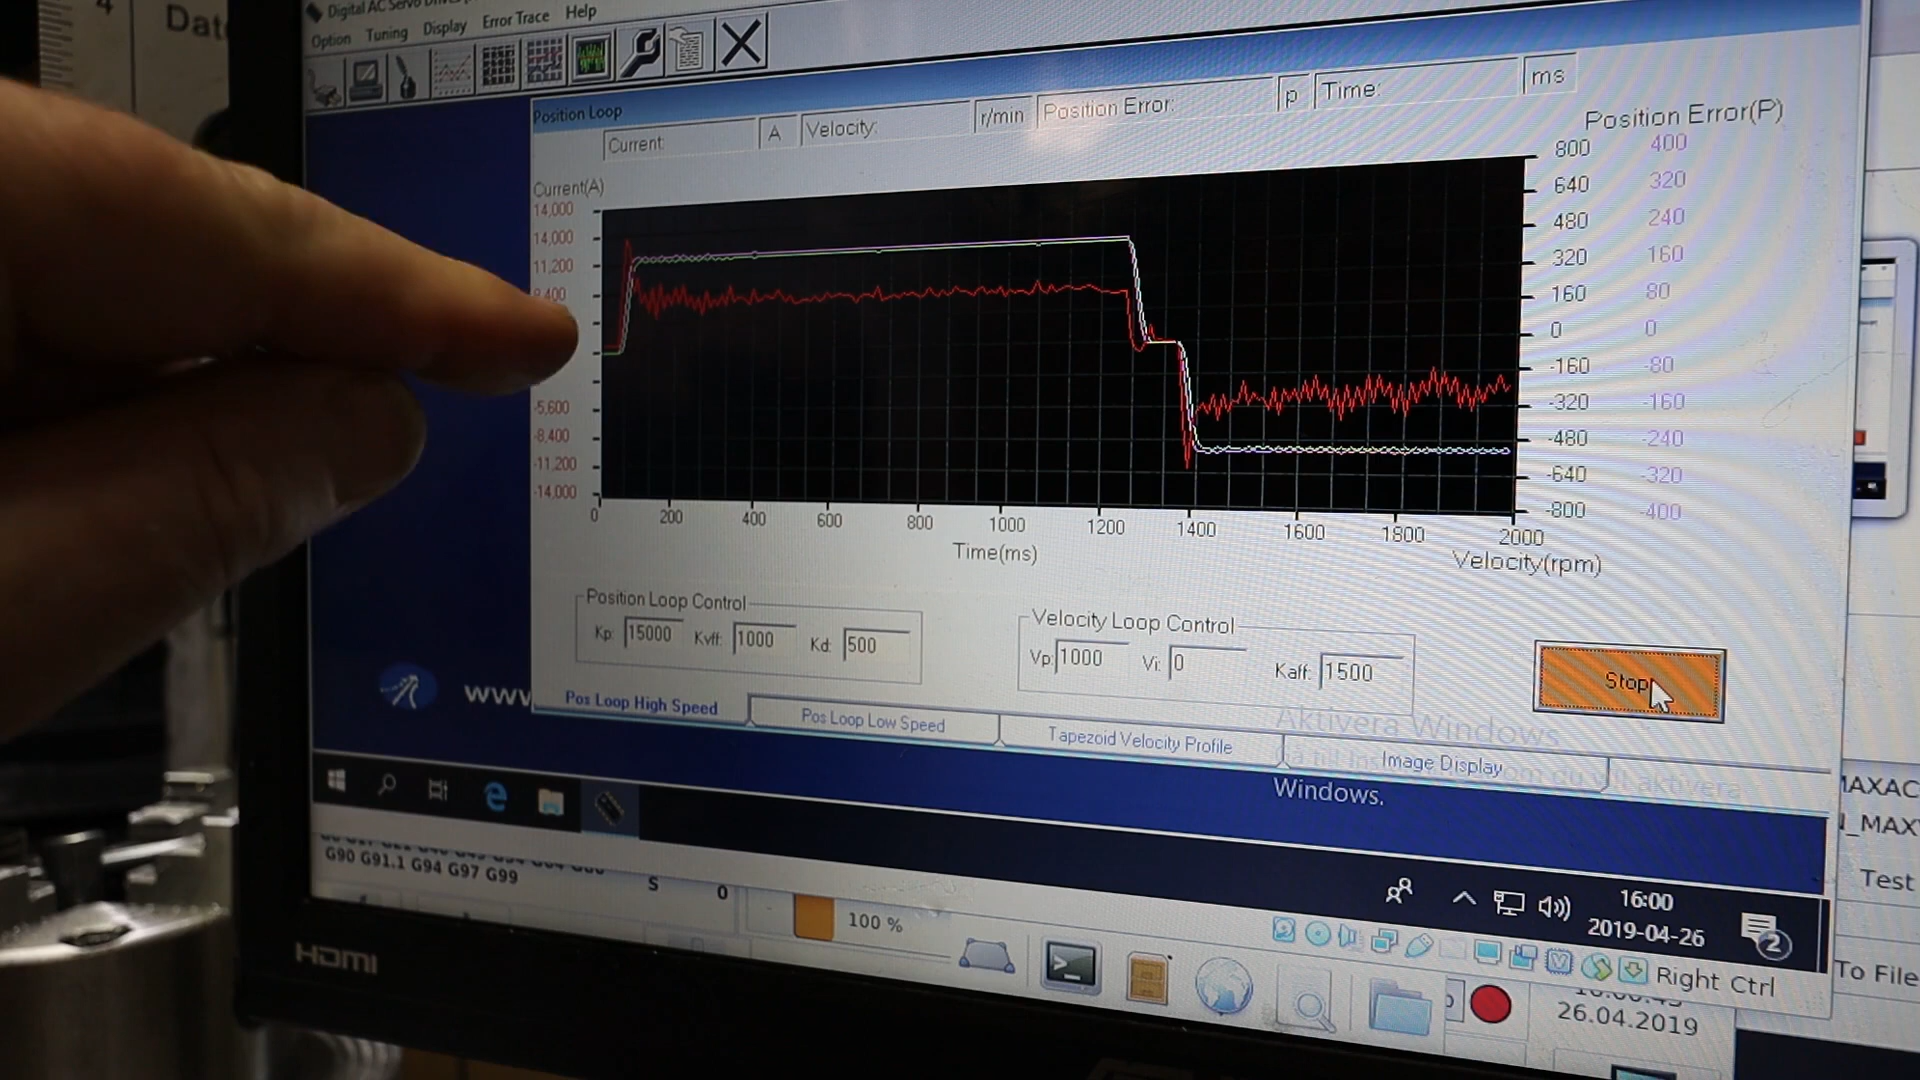 4
Digital AC Servo Drives
Option Tuning Display Error Trace Help
Position Loop
Current: A Velocity: r/min Position Error: p Time: ms
Position Error(P)
Current(A)
14,000
14,000
11,200
8,400
-5,600
-8,400
-11,200
-14,000
800 400
640 320
480 240
320 160
160 80
0 0
-160 -80
-320 -160
-480 -240
-640 -320
-800 -400
0 200 400 600 800 1000 1200 1400 1600 1800 2000
Time(ms)
Velocity(rpm)
Position Loop Control
Kp: 15000 Kvff: 1000 Kd: 500
Velocity Loop Control
Vp: 1000 Vi: 0 Kaff: 1500
Stop
www
Pos Loop High Speed
Pos Loop Low Speed
Tapezoid Velocity Profile
Image Display
Aktivera Windows
Windows.
G90 G91.1 G94 G97 G99
S 0
100 %
16:00
2019-04-26
2
Right Ctrl
26.04.2019
Test
To File
HDMI